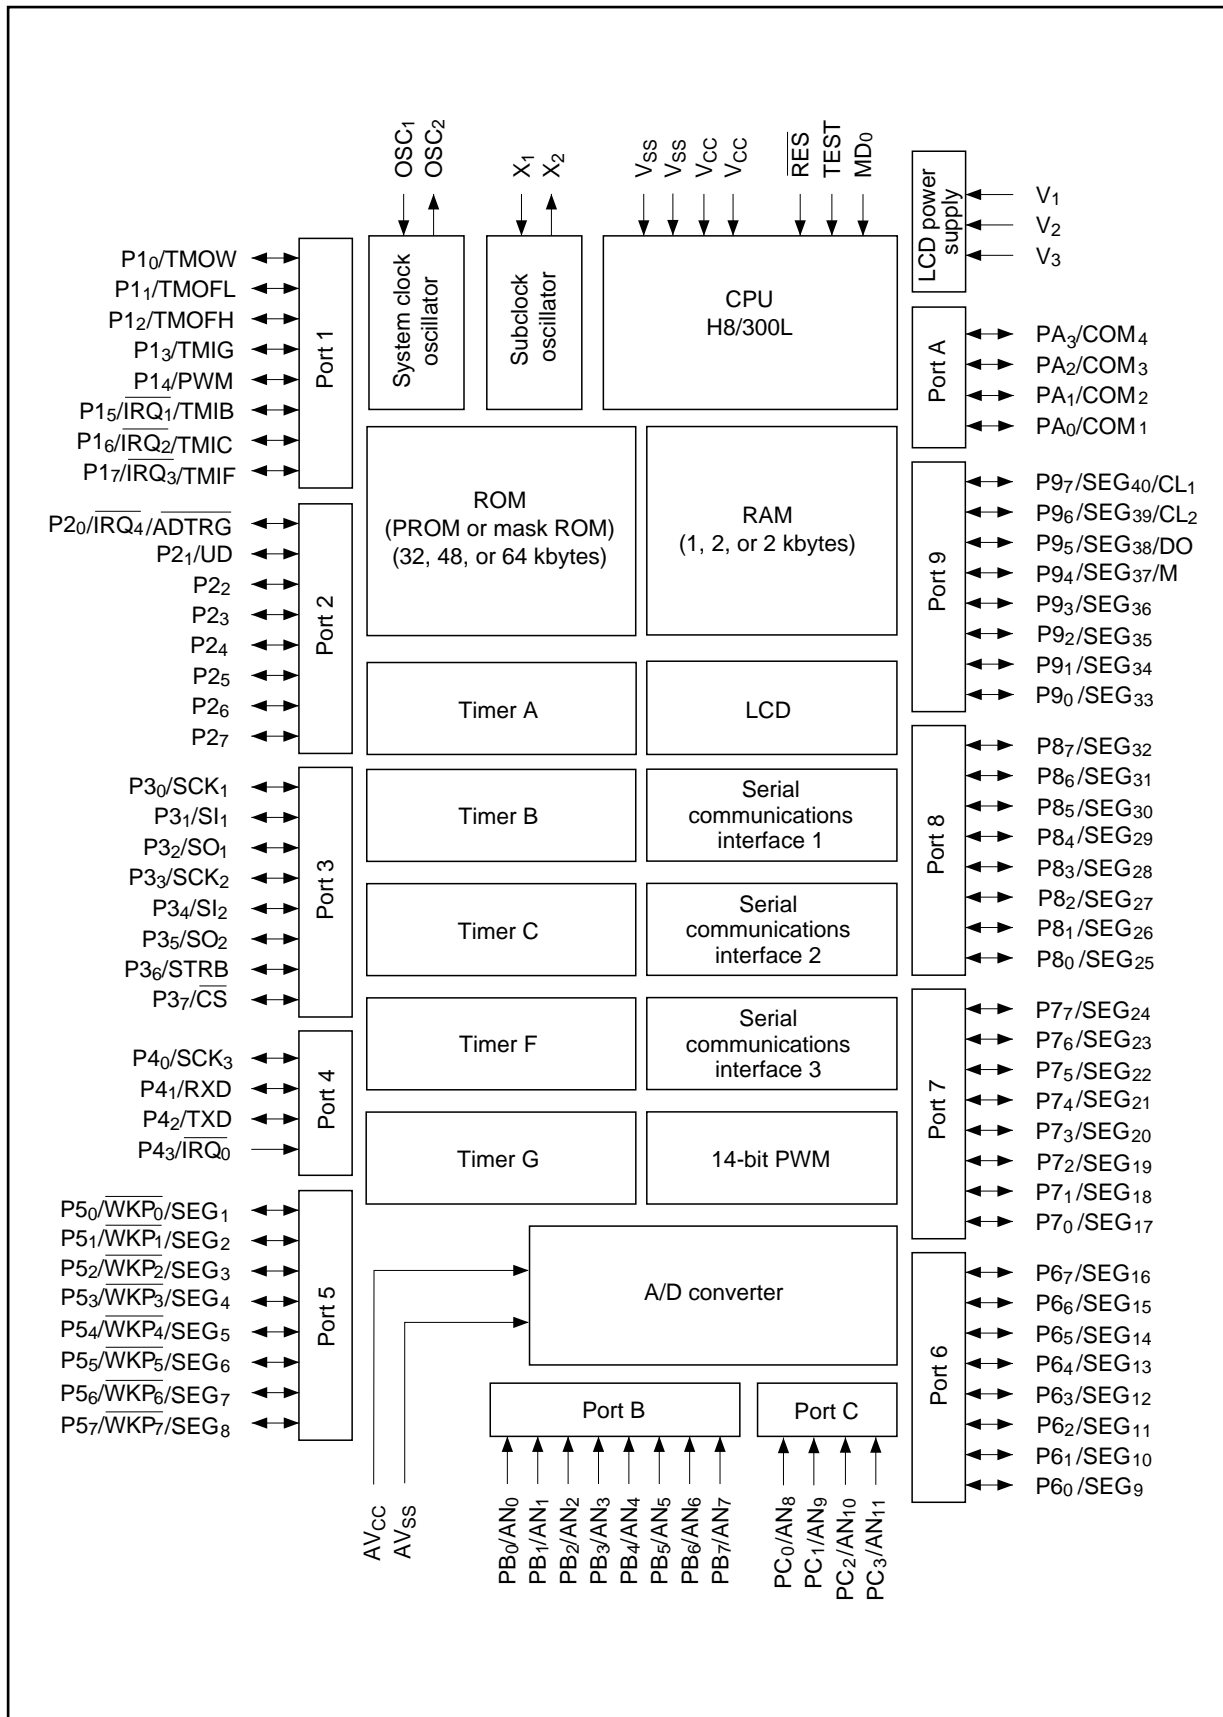 OSC1
OSC2
X1
X2
VSS
VSS
VCC
VCC
RES
TEST
MD0
System clock
oscillator
Subclock
oscillator
CPU
H8/300L
LCD power
supply
V1
V2
V3
P10/TMOW
P11/TMOFL
P12/TMOFH
P13/TMIG
P14/PWM
P15/IRQ1/TMIB
P16/IRQ2/TMIC
P17/IRQ3/TMIF
Port 1
P20/IRQ4/ADTRG
P21/UD
P22
P23
P24
P25
P26
P27
Port 2
P30/SCK1
P31/SI1
P32/SO1
P33/SCK2
P34/SI2
P35/SO2
P36/STRB
P37/CS
Port 3
P40/SCK3
P41/RXD
P42/TXD
P43/IRQ0
Port 4
P50/WKP0/SEG1
P51/WKP1/SEG2
P52/WKP2/SEG3
P53/WKP3/SEG4
P54/WKP4/SEG5
P55/WKP5/SEG6
P56/WKP6/SEG7
P57/WKP7/SEG8
Port 5
ROM
(PROM or mask ROM)
(32, 48, or 64 kbytes)
RAM
(1, 2, or 2 kbytes)
Timer A
LCD
Timer B
Serial
communications
interface 1
Timer C
Serial
communications
interface 2
Timer F
Serial
communications
interface 3
Timer G
14-bit PWM
A/D converter
Port B
Port C
AVCC
AVSS
PB0/AN0
PB1/AN1
PB2/AN2
PB3/AN3
PB4/AN4
PB5/AN5
PB6/AN6
PB7/AN7
PC0/AN8
PC1/AN9
PC2/AN10
PC3/AN11
Port A
PA3/COM4
PA2/COM3
PA1/COM2
PA0/COM1
Port 9
P97/SEG40/CL1
P96/SEG39/CL2
P95/SEG38/DO
P94/SEG37/M
P93/SEG36
P92/SEG35
P91/SEG34
P90/SEG33
Port 8
P87/SEG32
P86/SEG31
P85/SEG30
P84/SEG29
P83/SEG28
P82/SEG27
P81/SEG26
P80/SEG25
Port 7
P77/SEG24
P76/SEG23
P75/SEG22
P74/SEG21
P73/SEG20
P72/SEG19
P71/SEG18
P70/SEG17
Port 6
P67/SEG16
P66/SEG15
P65/SEG14
P64/SEG13
P63/SEG12
P62/SEG11
P61/SEG10
P60/SEG9